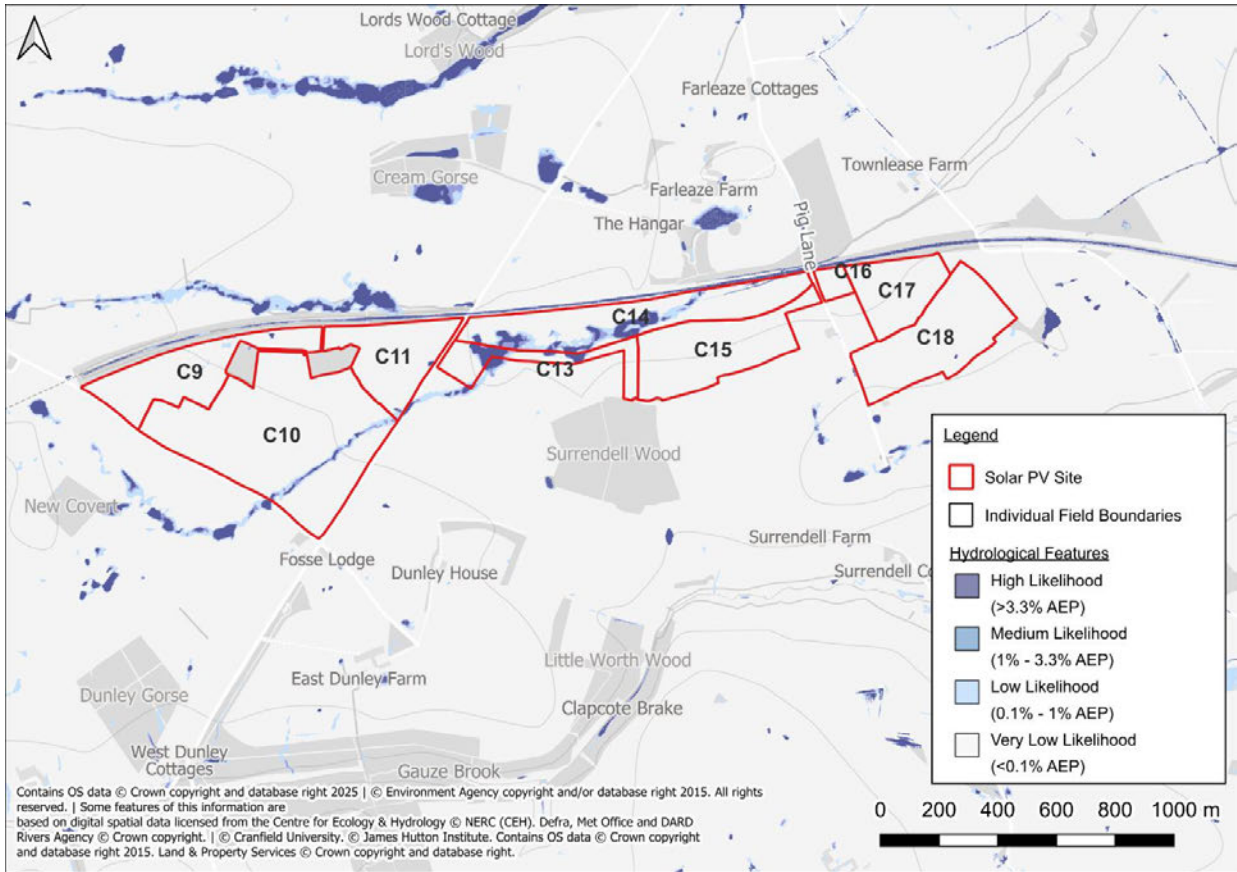 Lords Wood Cottage
Lord's Wood
Farleaze Cottages
Townlease Farm
Cream Gorse
Farleaze Farm
The Hangar
Pig Lane
C16
C17
C14
C18
C11
C15
C9
C13
C10
Surrendell Wood
New Covert
Fosse Lodge
Dunley House
Surrendell Farm
Surrendell Co
Little Worth Wood
East Dunley Farm
Dunley Gorse
Clapcote Brake
West Dunley
Cottages
Gauze Brook
Legend
Solar PV Site
Individual Field Boundaries
Hydrological Features
High Likelihood
(>3.3% AEP)
Medium Likelihood
(1% - 3.3% AEP)
Low Likelihood
(0.1% - 1% AEP)
Very Low Likelihood
(<0.1% AEP)
0 200 400 600 800 1000 m
Contains OS data © Crown copyright and database right 2025 | © Environment Agency copyright and/or database right 2015. All rights
reserved. | Some features of this information are
based on digital spatial data licensed from the Centre for Ecology & Hydrology © NERC (CEH). Defra, Met Office and DARD
Rivers Agency © Crown copyright. | © Cranfield University. © James Hutton Institute. Contains OS data © Crown copyright
and database right 2015. Land & Property Services © Crown copyright and database right.